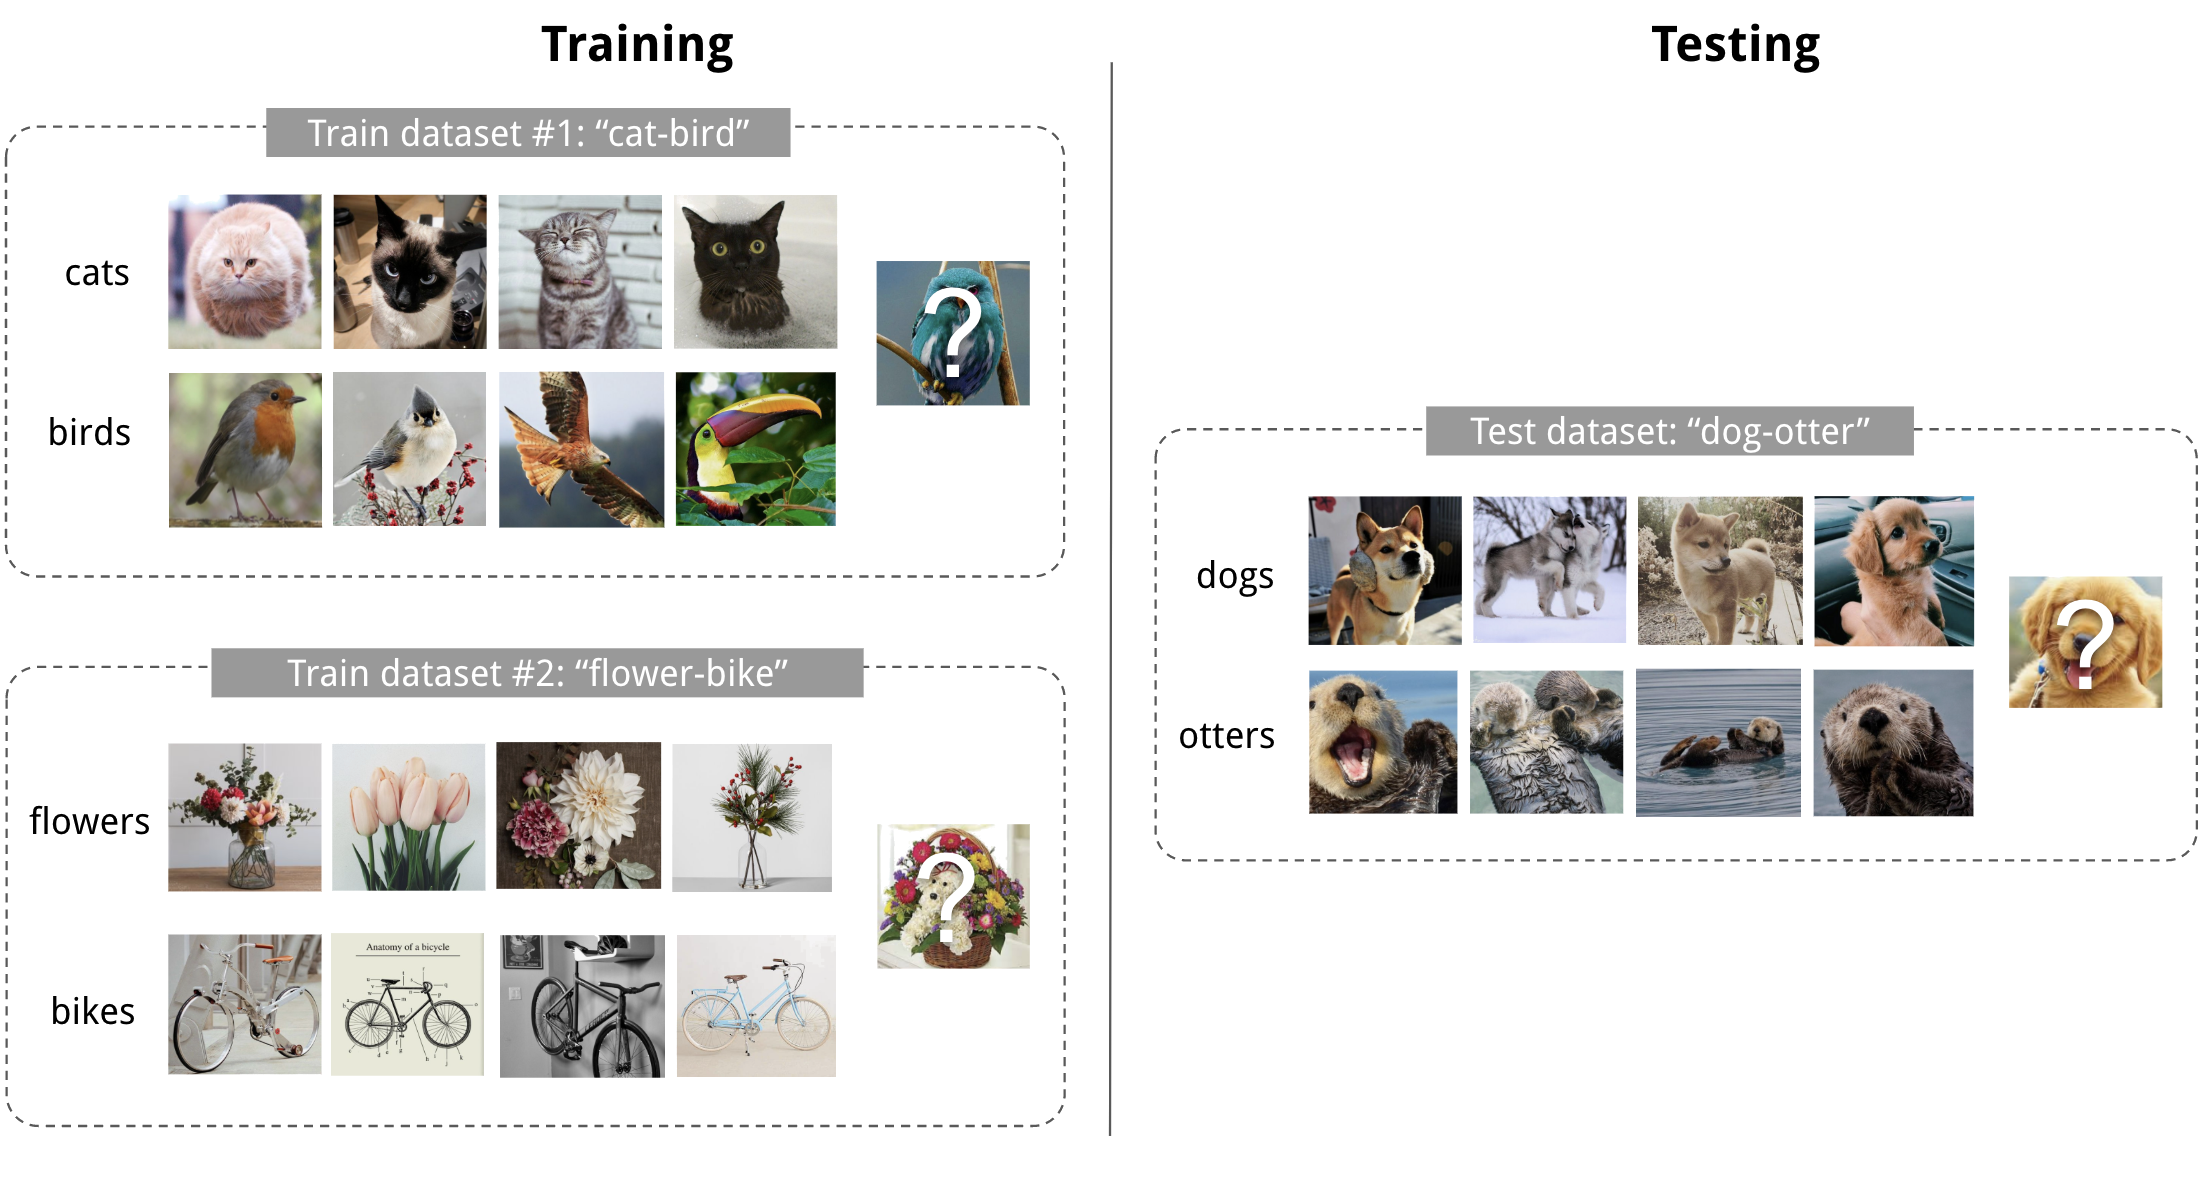 Training
Testing
Train dataset #1: “cat-bird”
cats
?
birds
Train dataset #2: “flower-bike”
flowers
?
bikes
Anatomy of a bicycle
Test dataset: “dog-otter”
dogs
?
otters